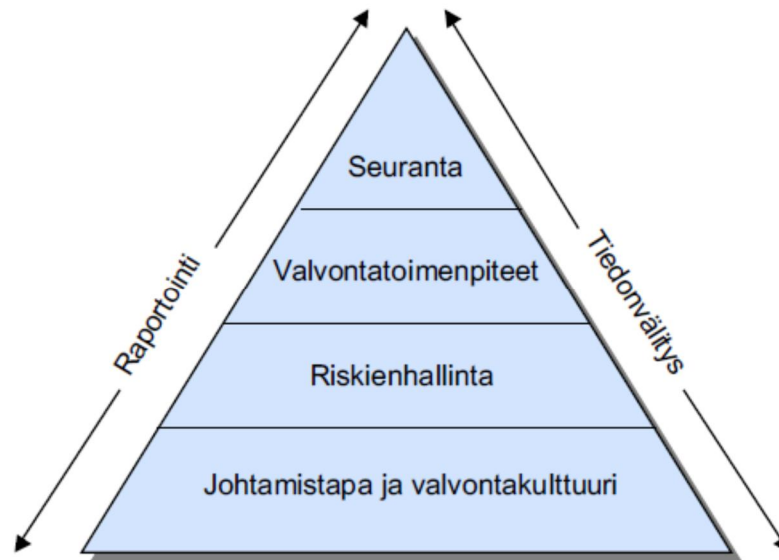 Seuranta
Valvontatoimenpiteet
Riskienhallinta
Johtamistapa ja valvontakulttuuri
Raportointi
Tiedonvälitys